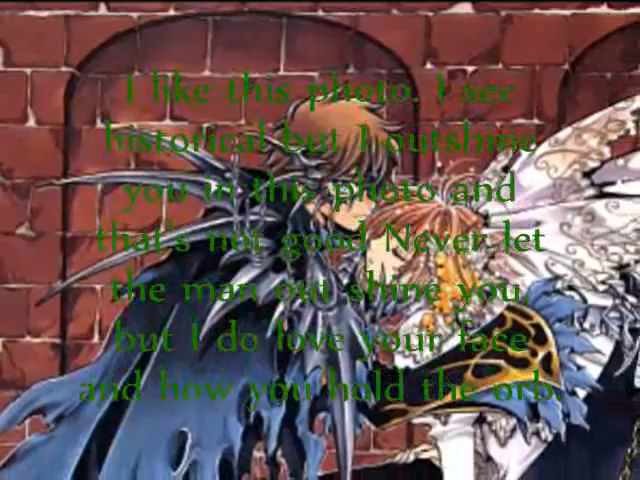 I like this photo. I see
historical but I outshine
you in this photo and
that's not good Never let
the man out shine you,
but I do love your face
and how you hold the orb.